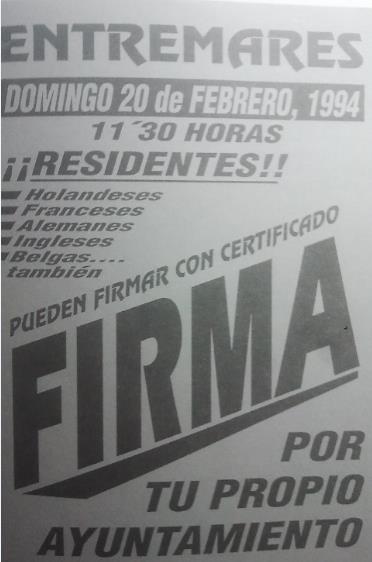 ENTREMARES
DOMINGO 20 de FEBRERO, 1994
11´30 HORAS
¡¡RESIDENTES!!
Holandeses
Franceses
Alemanes
Ingleses
Belgas....
también
PUEDEN FIRMAR CON CERTIFICADO
FIRMA
POR
TU PROPIO
AYUNTAMIENTO